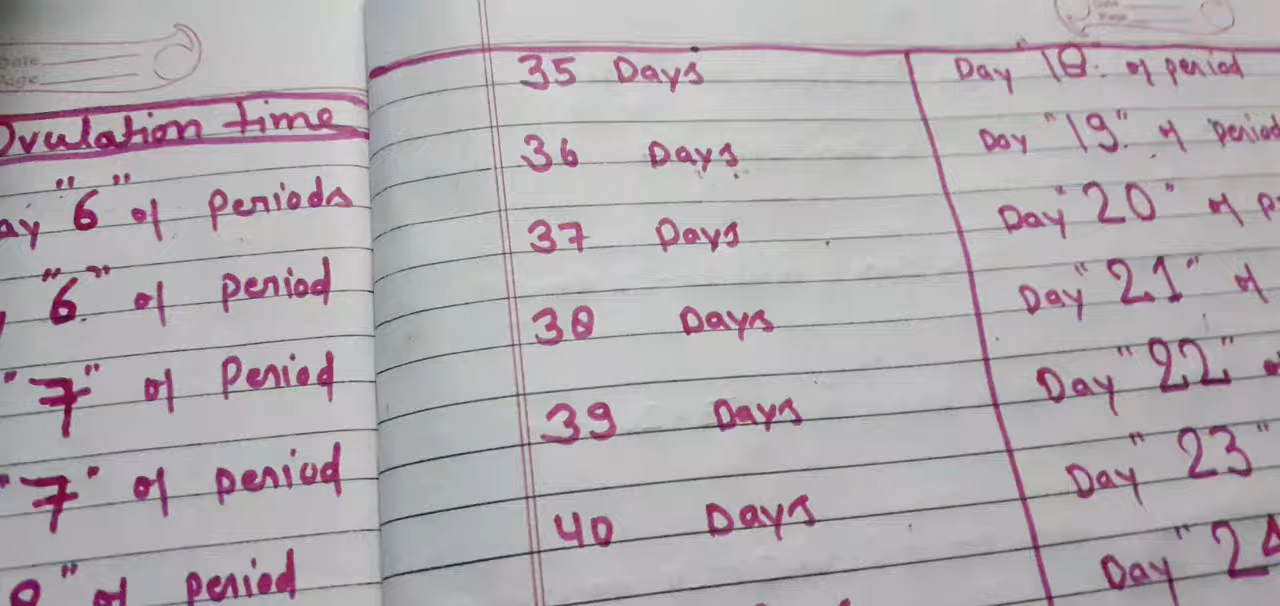 Date
Page
Ovulation time
"6" of periods
"6" of period
"7" of Period
"7" of period
" of period
35 Days Day "18" of period
36 Days Day "19" of period
37 Days Day "20" of
38 Days Day "21" of
39 Days Day "22"
40 Days Day "23"
Day "24